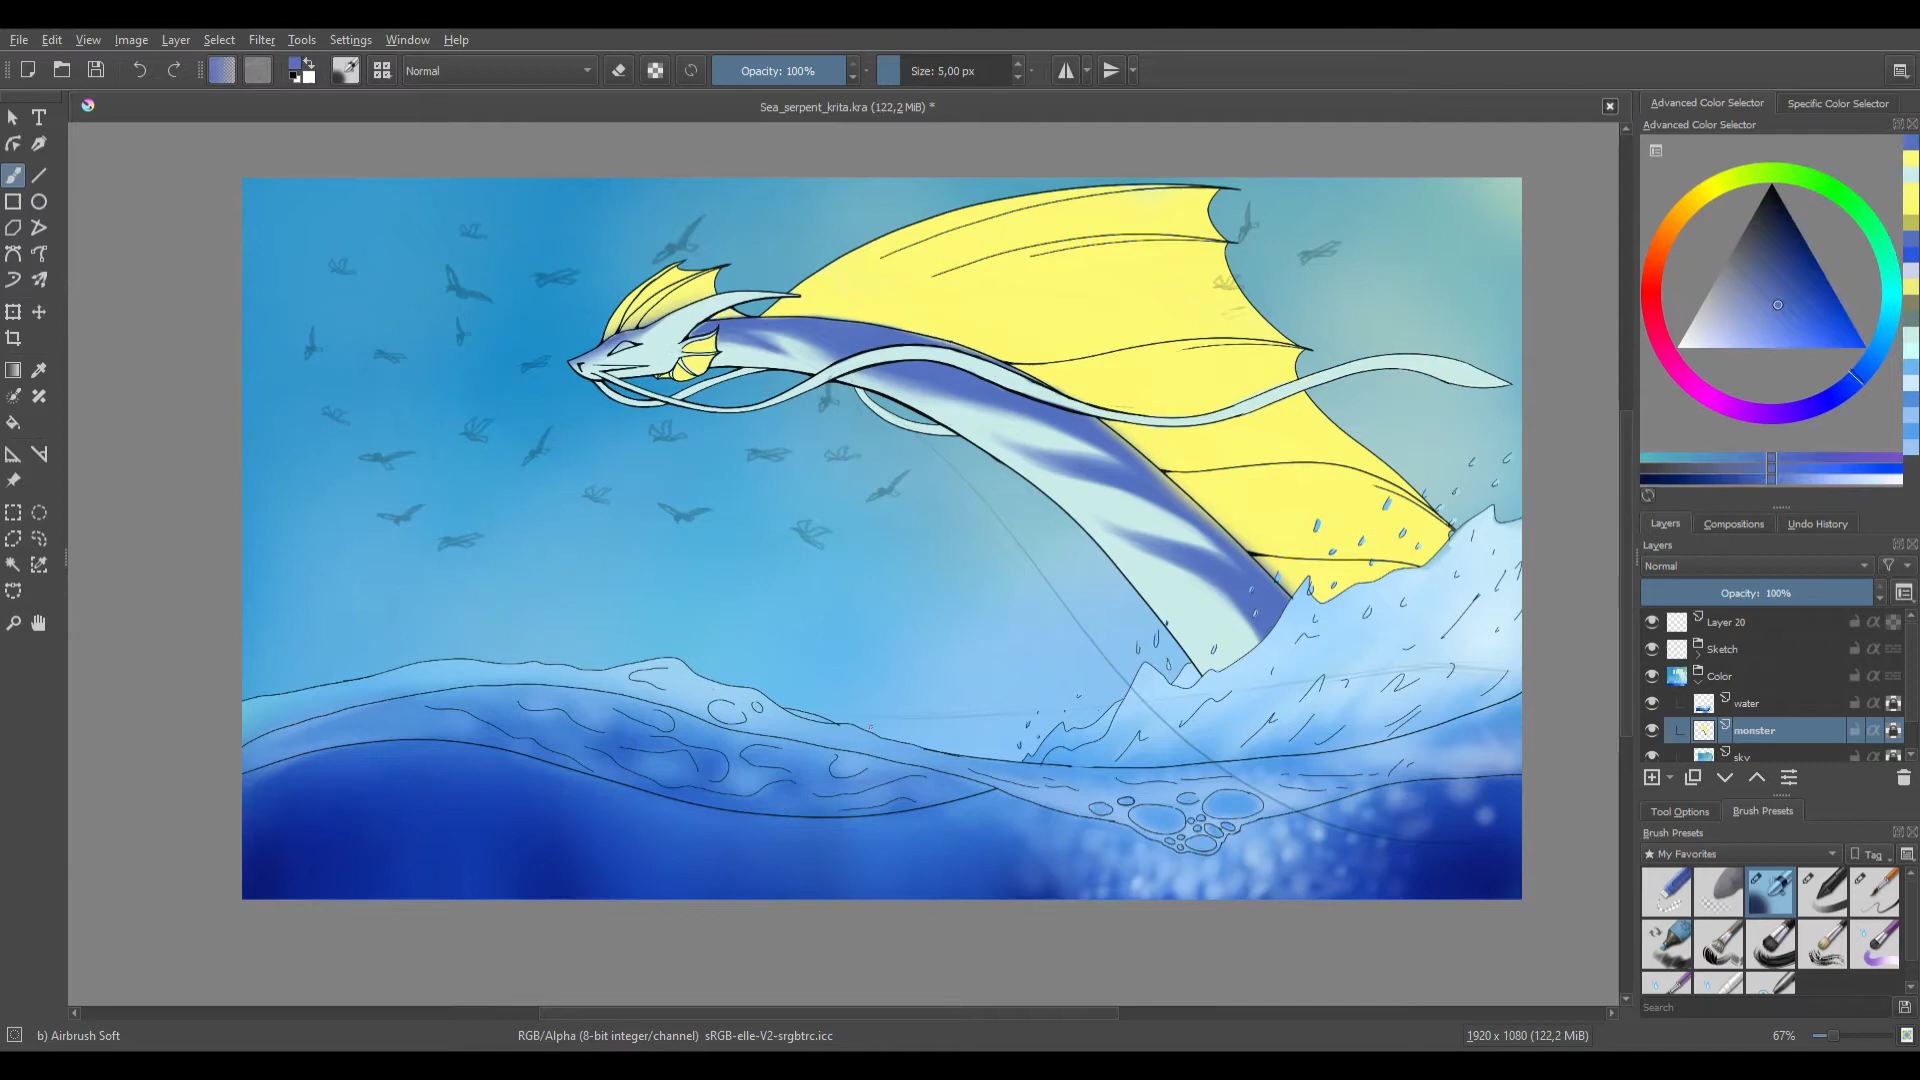 File Edit View Image Layer Select Filter Tools Settings Window Help
Normal Opacity: 100% Size: 5,00 px
Sea_serpent_krita.kra (122,2 MiB) *
Advanced Color Selector Specific Color Selector
Advanced Color Selector
Layers Compositions Undo History
Layers
Normal
Opacity: 100%
Layer 20
Sketch
Color
water
monster
sky
Tool Options Brush Presets
Brush Presets
★ My Favorites Tag
Search
b) Airbrush Soft RGB/Alpha (8-bit integer/channel) sRGB-elle-V2-srgbtrc.icc 1920 x 1080 (122,2 MiB) 67%